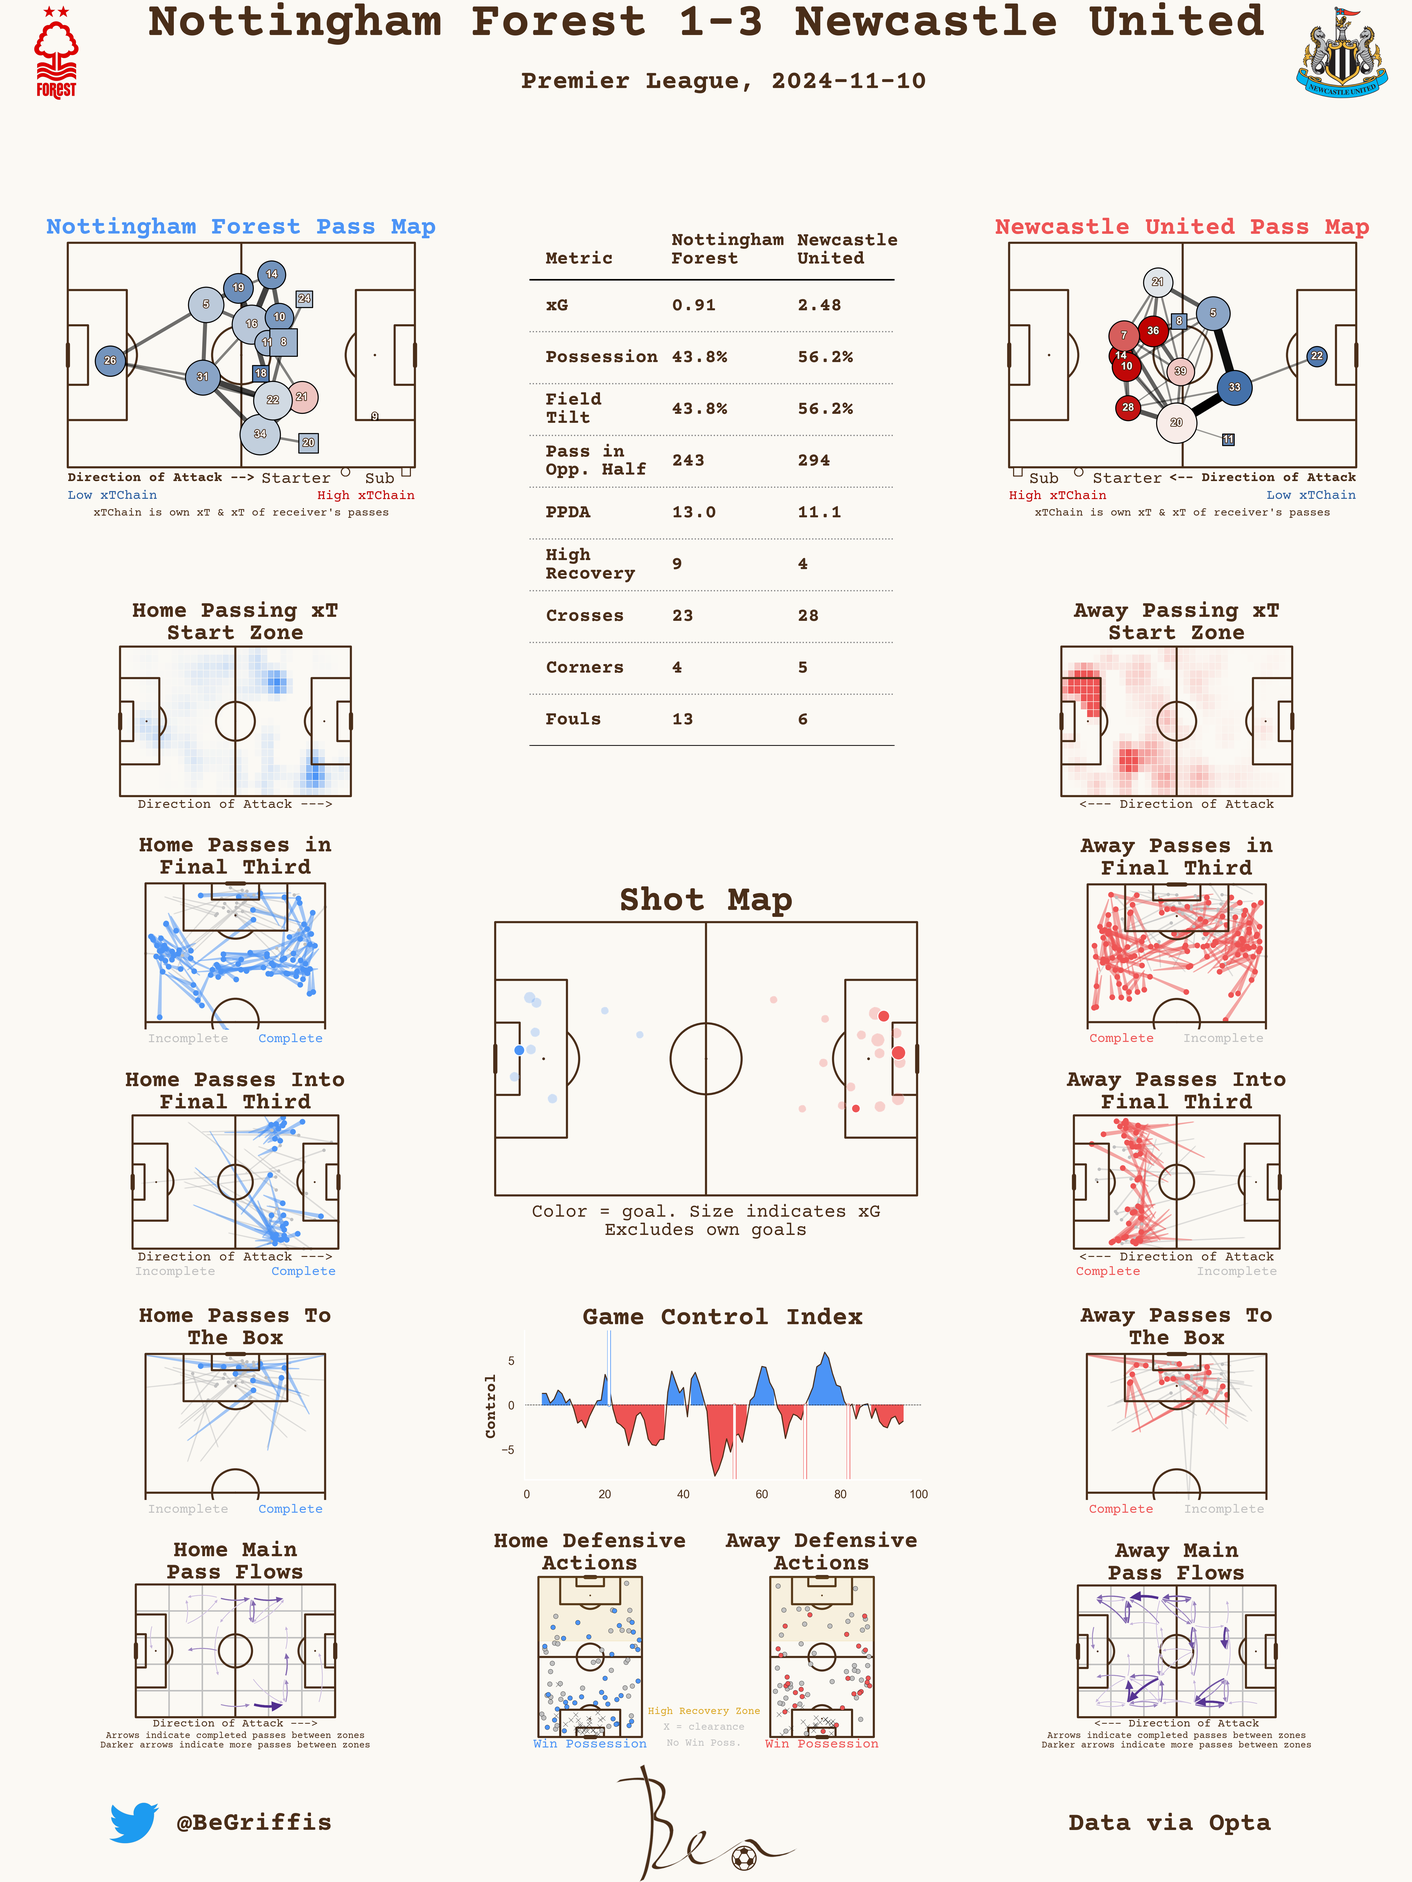 Nottingham Forest 1-3 Newcastle United
Premier League, 2024-11-10
FOREST
NEWCASTLE UNITED
Nottingham Forest Pass Map
26
5
31
19
14
16
10
24
11
8
18
22
21
34
20
9
Direction of Attack --> Starter Sub
Low xTChain High xTChain
xTChain is own xT & xT of receiver's passes
Metric Nottingham Forest Newcastle United
xG 0.91 2.48
Possession 43.8% 56.2%
Field Tilt 43.8% 56.2%
Pass in Opp. Half 243 294
PPDA 13.0 11.1
High Recovery 9 4
Crosses 23 28
Corners 4 5
Fouls 13 6
Newcastle United Pass Map
21
7
36
8
5
14
10
39
22
33
28
20
11
Sub Starter <-- Direction of Attack
High xTChain Low xTChain
xTChain is own xT & xT of receiver's passes
Home Passing xT
Start Zone
Direction of Attack --->
Away Passing xT
Start Zone
<--- Direction of Attack
Home Passes in
Final Third
Incomplete Complete
Away Passes in
Final Third
Complete Incomplete
Shot Map
Color = goal. Size indicates xG
Excludes own goals
Home Passes Into
Final Third
Direction of Attack --->
Incomplete Complete
Away Passes Into
Final Third
<--- Direction of Attack
Complete Incomplete
Home Passes To
The Box
Incomplete Complete
Game Control Index
Control
5
0
−5
0 20 40 60 80 100
Away Passes To
The Box
Complete Incomplete
Home Main
Pass Flows
Direction of Attack --->
Arrows indicate completed passes between zones
Darker arrows indicate more passes between zones
Home Defensive
Actions
Win Possession
Away Defensive
Actions
Win Possession
High Recovery Zone
X = clearance
No Win Poss.
Away Main
Pass Flows
<--- Direction of Attack
Arrows indicate completed passes between zones
Darker arrows indicate more passes between zones
@BeGriffis
Ben
Data via Opta